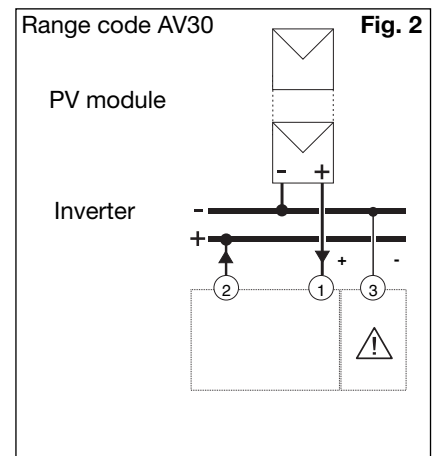 Range code AV30 Fig. 2
PV module
- +
Inverter
-
+
+ -
2 1 3
!